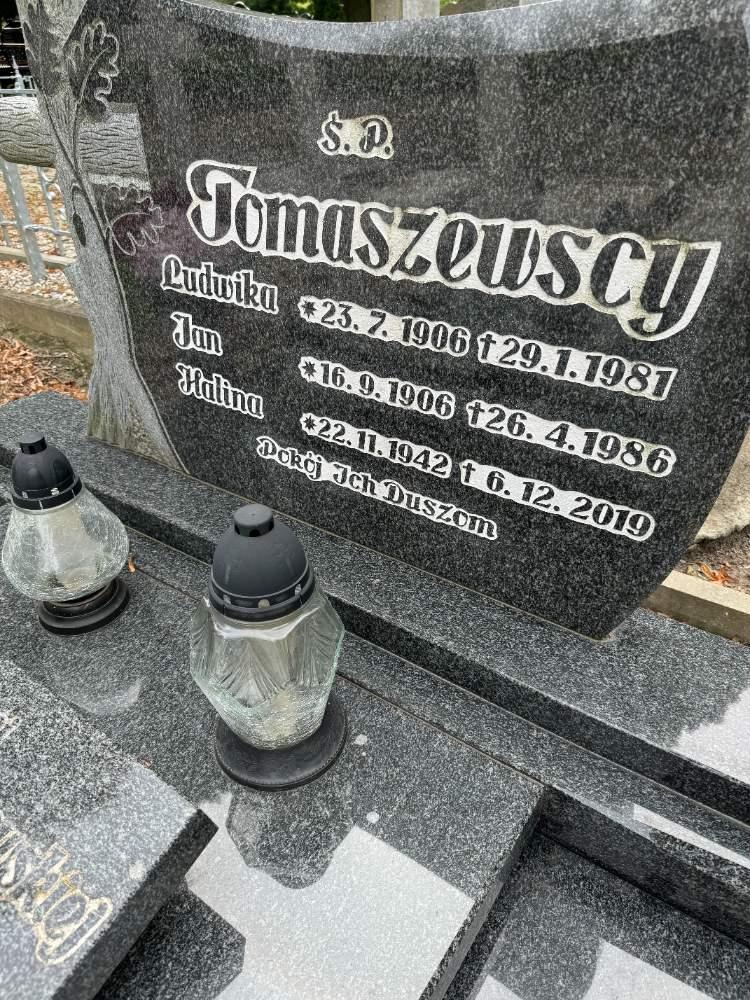 Ś. P.
Tomaszewscy
Ludwika *23. 7. 1906 †29.1.1981
Jan *16. 9. 1906 †26. 4.1986
Halina *22. 11. 1942 † 6. 12. 2019
Pokój Ich Duszom